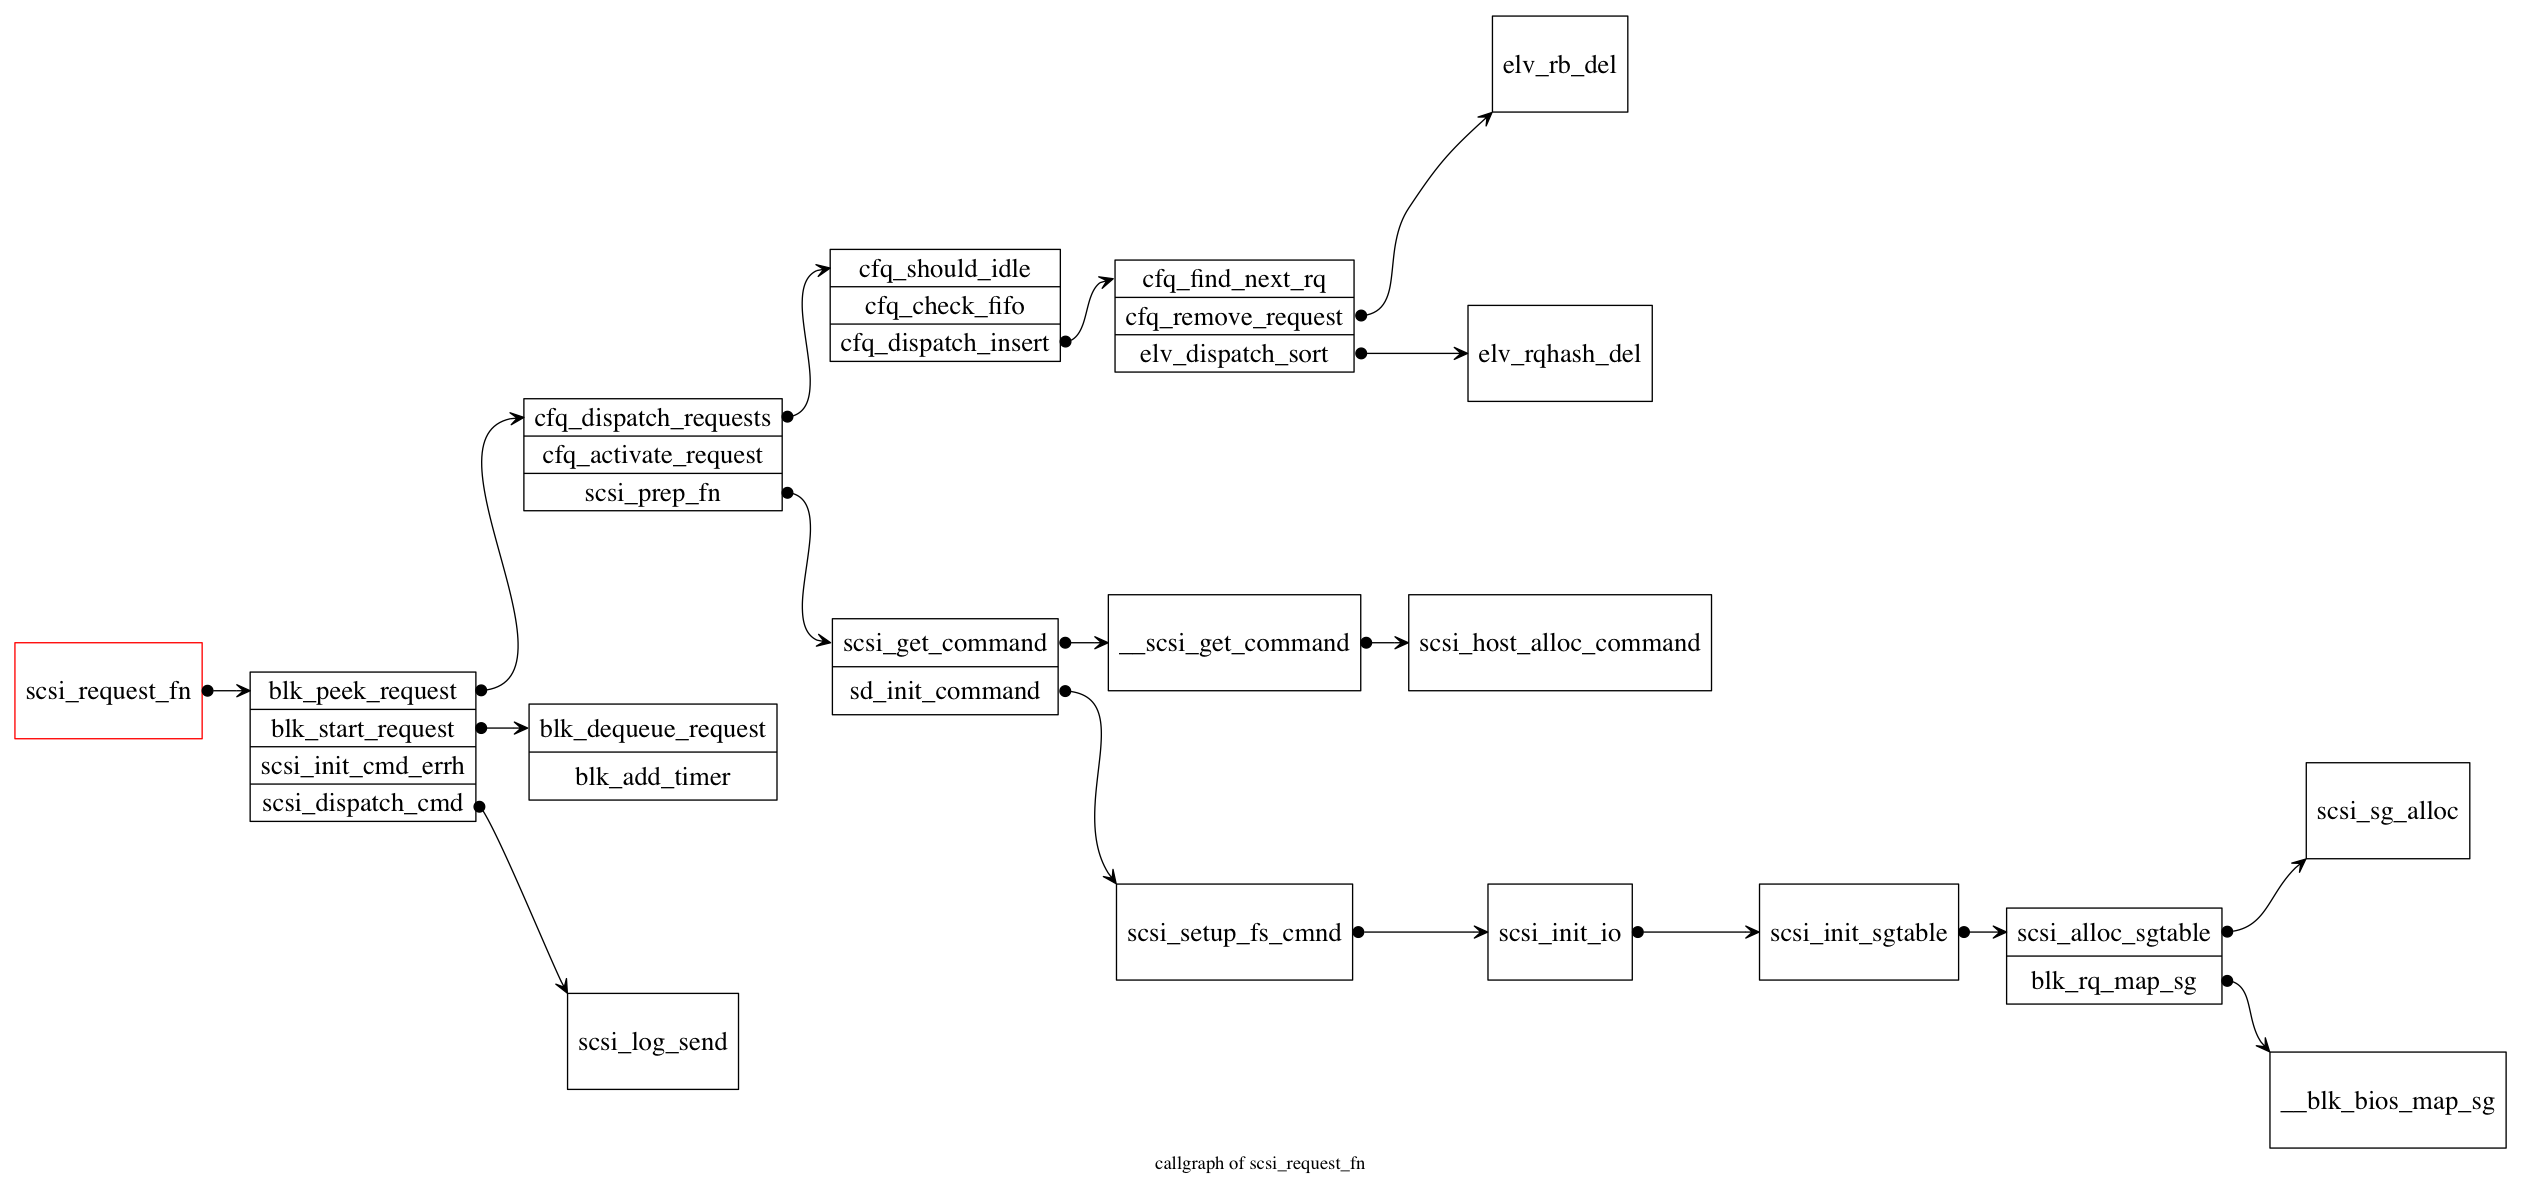 elv_rb_del
cfq_should_idle
cfq_check_fifo
cfq_dispatch_insert
cfq_find_next_rq
cfq_remove_request
elv_dispatch_sort
elv_rqhash_del
cfq_dispatch_requests
cfq_activate_request
scsi_prep_fn
scsi_request_fn
blk_peek_request
blk_start_request
scsi_init_cmd_errh
scsi_dispatch_cmd
blk_dequeue_request
blk_add_timer
scsi_get_command
sd_init_command
__scsi_get_command
scsi_host_alloc_command
scsi_log_send
scsi_setup_fs_cmnd
scsi_init_io
scsi_init_sgtable
scsi_alloc_sgtable
blk_rq_map_sg
scsi_sg_alloc
__blk_bios_map_sg
callgraph of scsi_request_fn